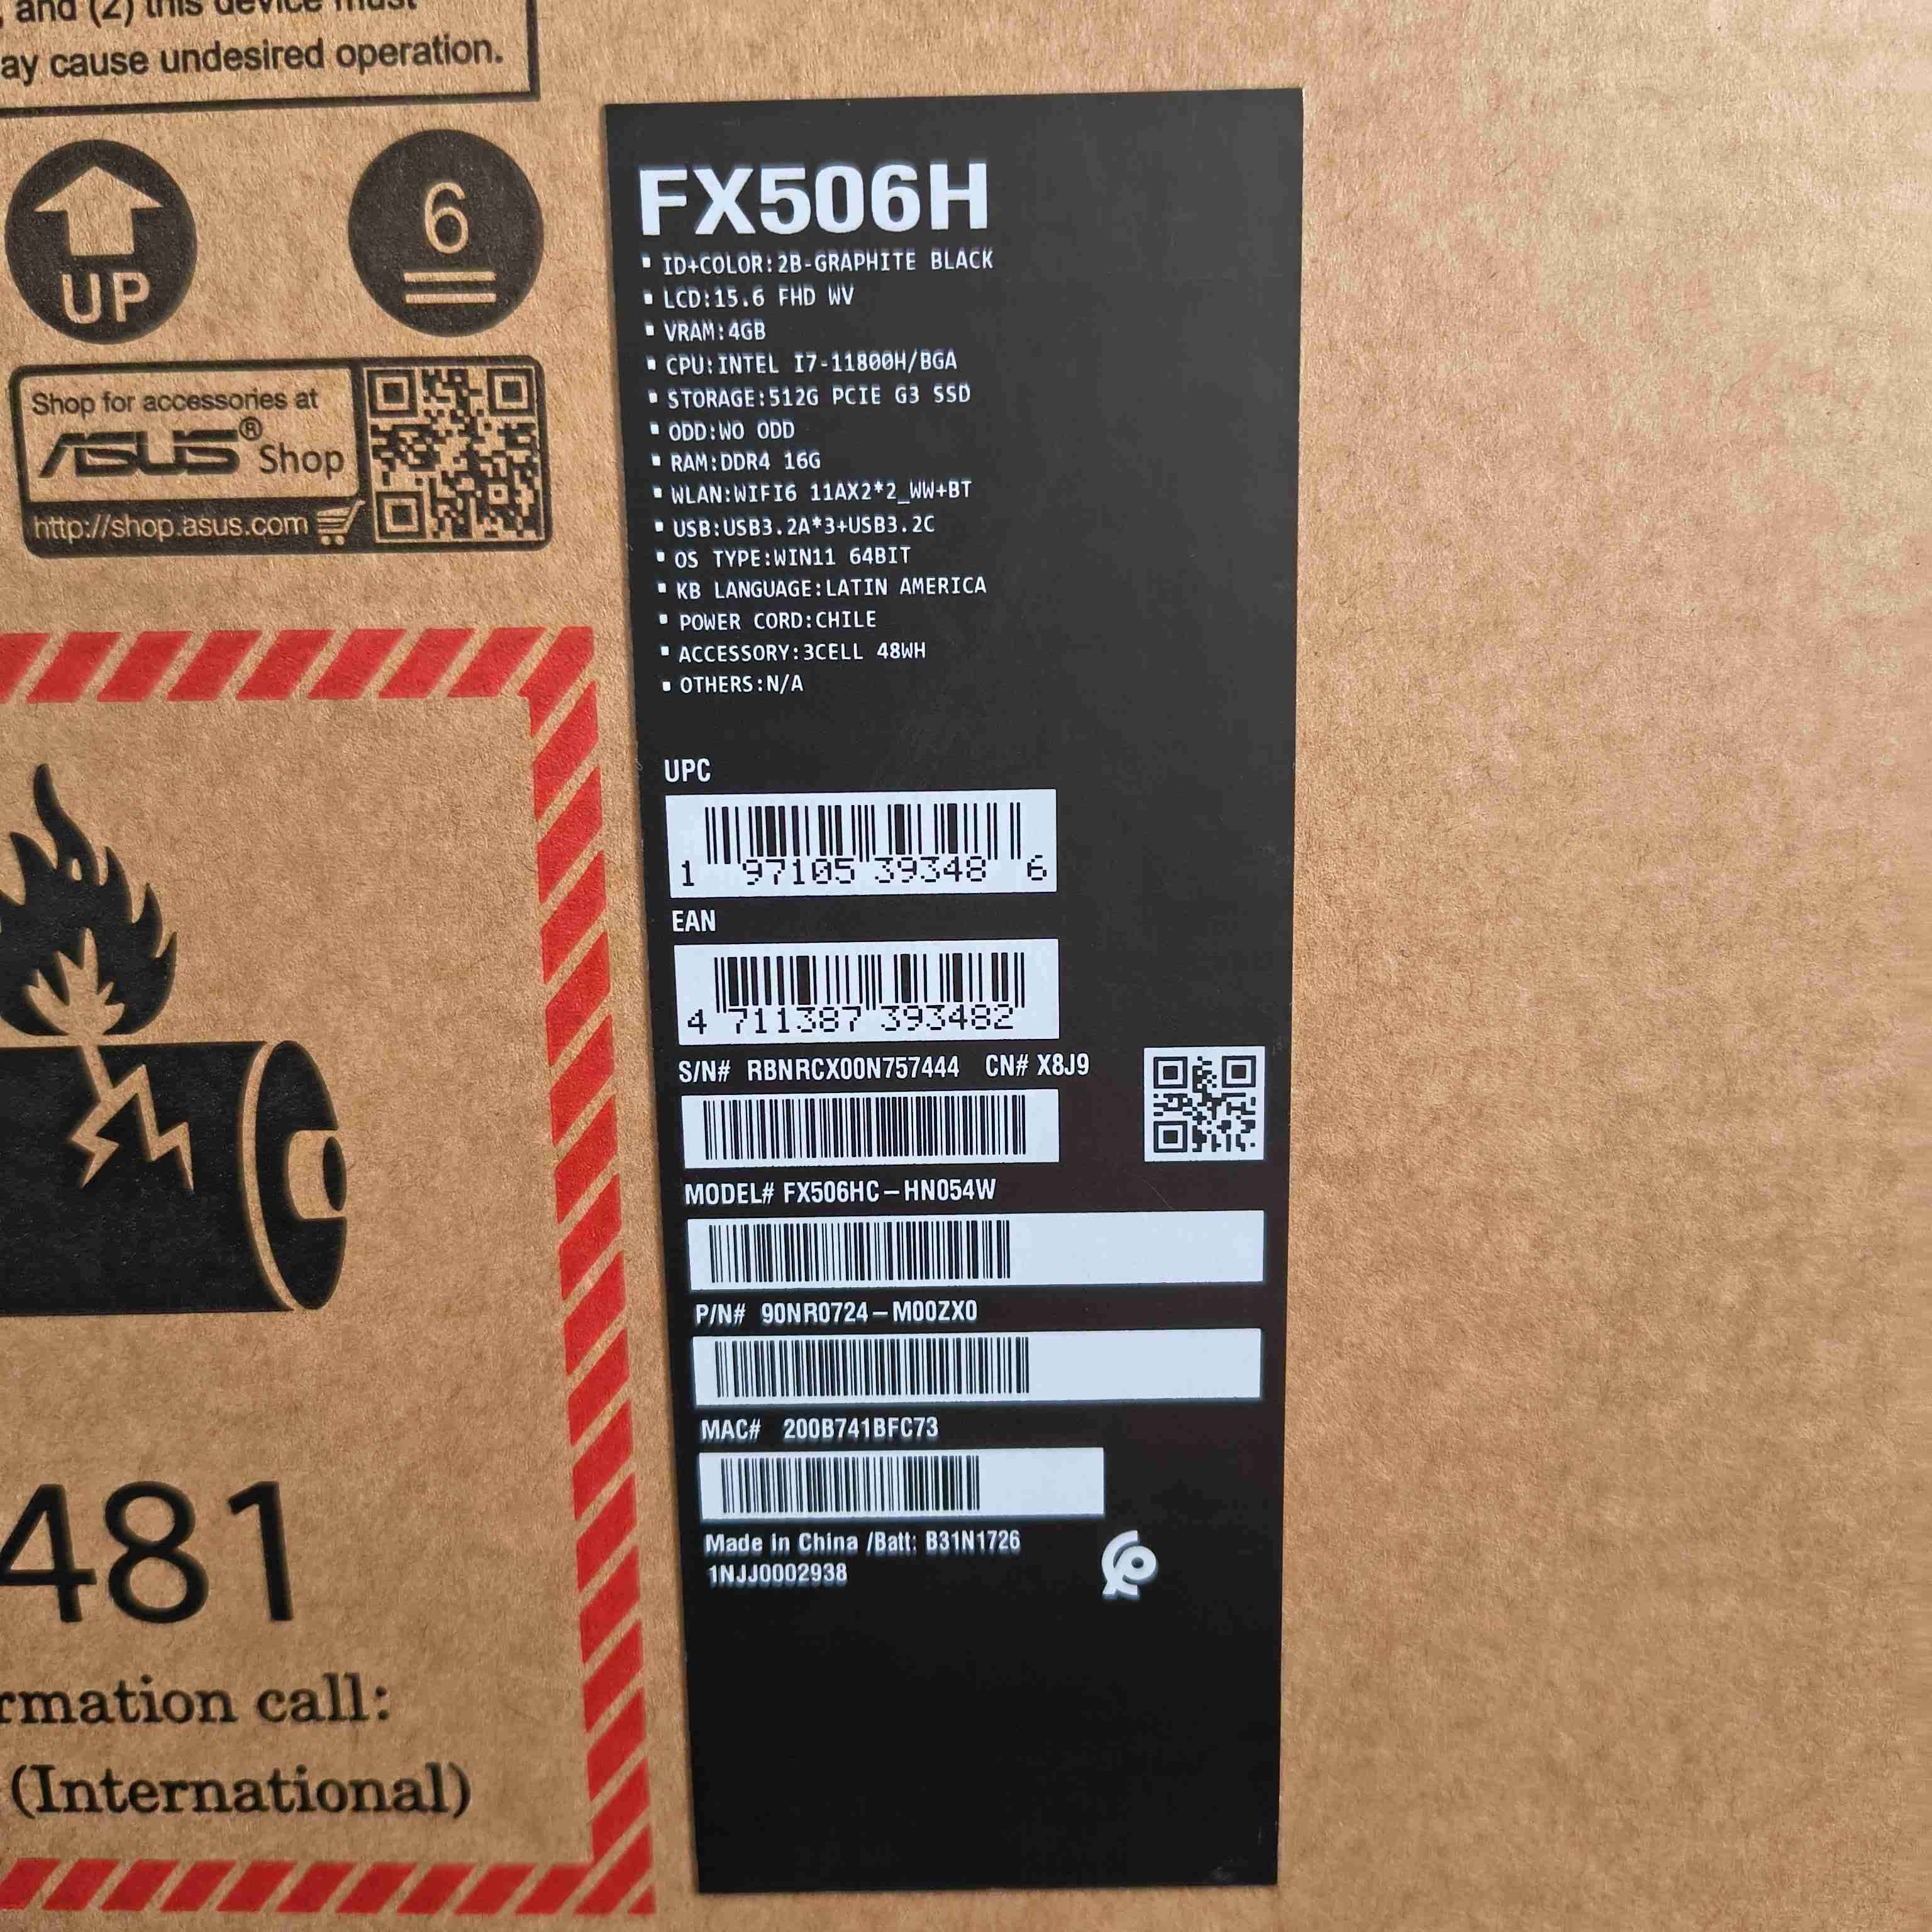 , and (2) this device must
ay cause undesired operation.
UP
6
Shop for accessories at
ASUS® Shop
http://shop.asus.com
481
rmation call:
(International)
FX506H
▪ ID+COLOR:2B-GRAPHITE BLACK
▪ LCD:15.6 FHD WV
▪ VRAM:4GB
▪ CPU:INTEL I7-11800H/BGA
▪ STORAGE:512G PCIE G3 SSD
▪ ODD:WO ODD
▪ RAM:DDR4 16G
▪ WLAN:WIFI6 11AX2*2_WW+BT
▪ USB:USB3.2A*3+USB3.2C
▪ OS TYPE:WIN11 64BIT
▪ KB LANGUAGE:LATIN AMERICA
▪ POWER CORD:CHILE
▪ ACCESSORY:3CELL 48WH
▪ OTHERS:N/A
UPC
1 97105 39348 6
EAN
4 711387 393482
S/N# RBNRCX00N757444 CN# X8J9
MODEL# FX506HC-HN054W
P/N# 90NR0724-M00ZX0
MAC# 200B741BFC73
Made in China /Batt: B31N1726
1NJJ0002938